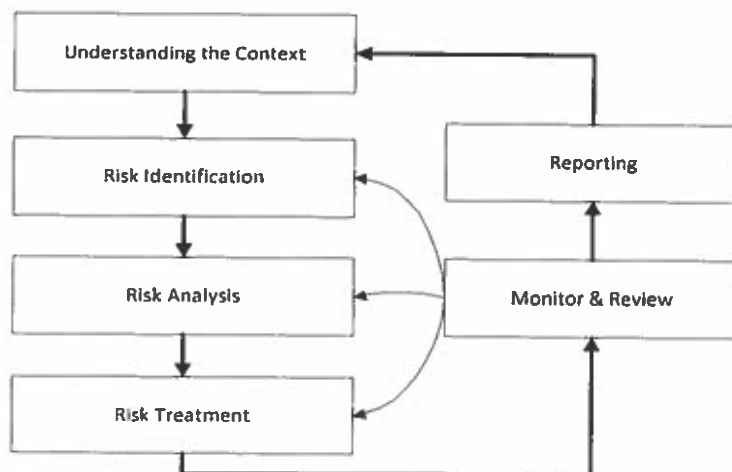 Understanding the Context
Risk Identification
Reporting
Risk Analysis
Monitor & Review
Risk Treatment